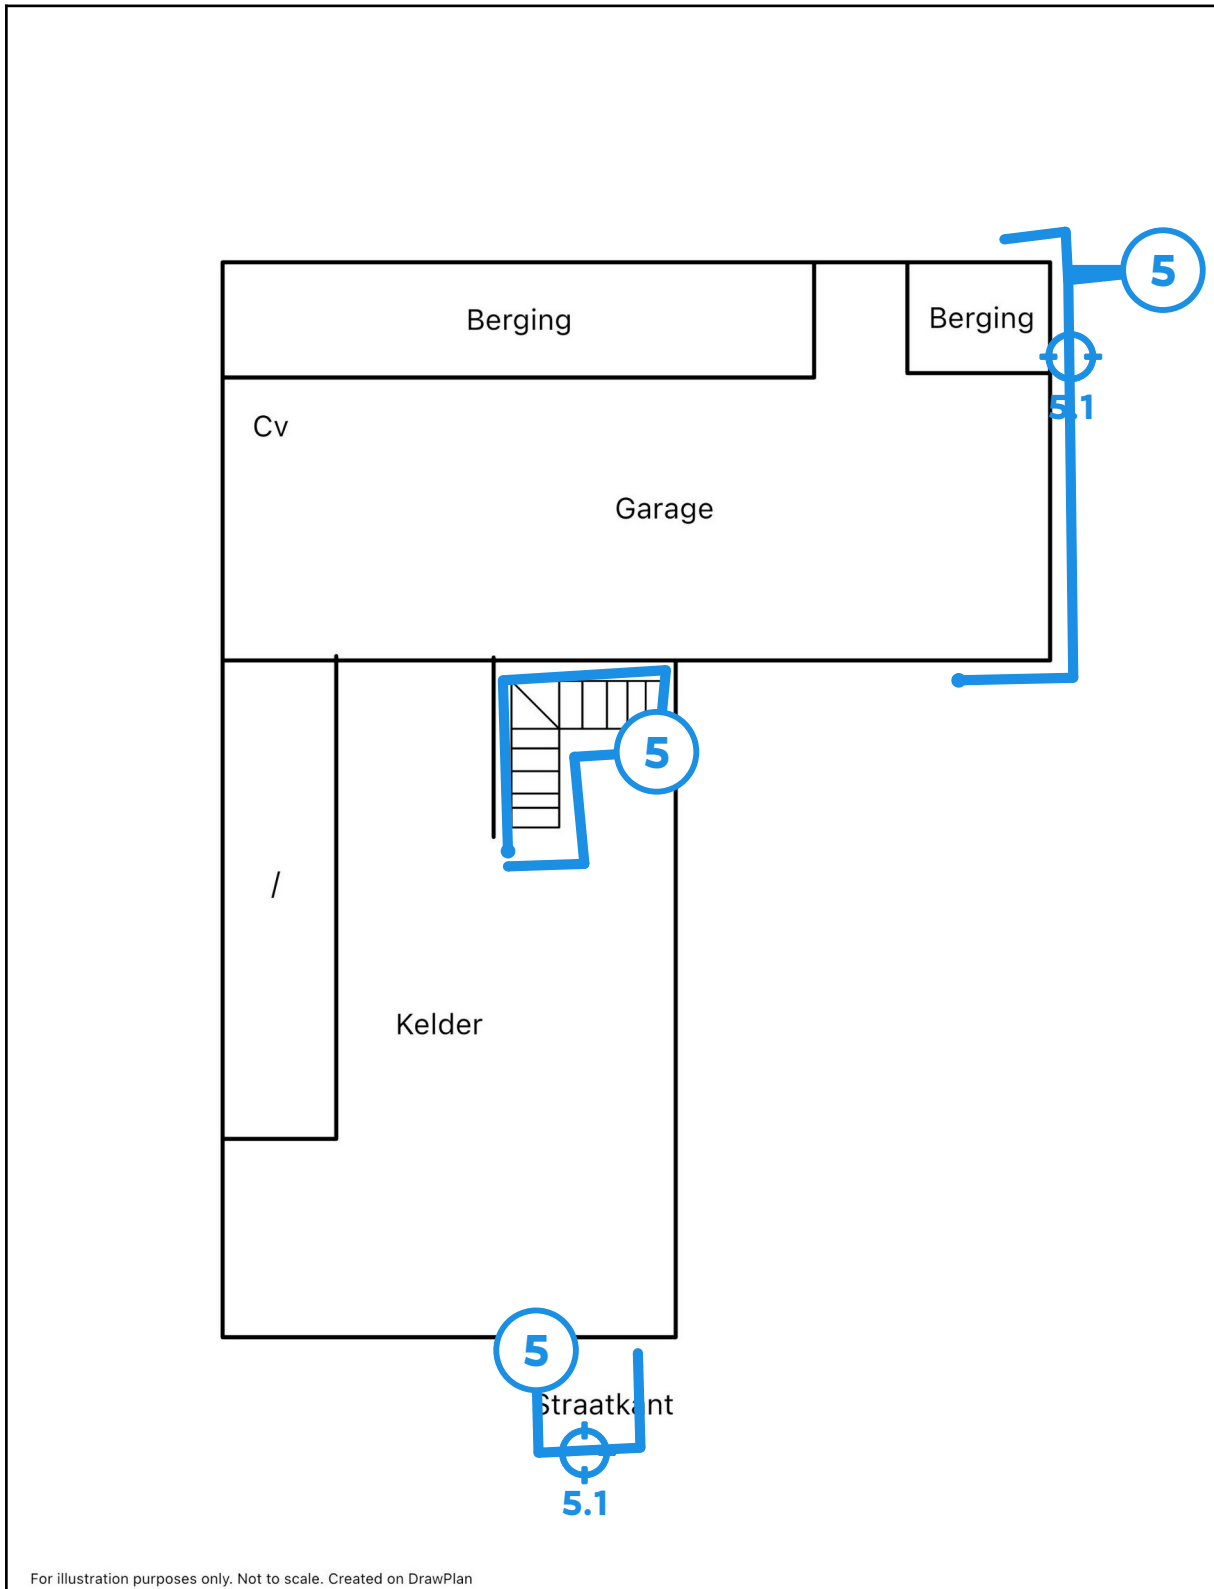 5
Berging
Berging
5.1
Cv
Garage
5
/
Kelder
5
Straatkant
5.1
For illustration purposes only. Not to scale. Created on DrawPlan